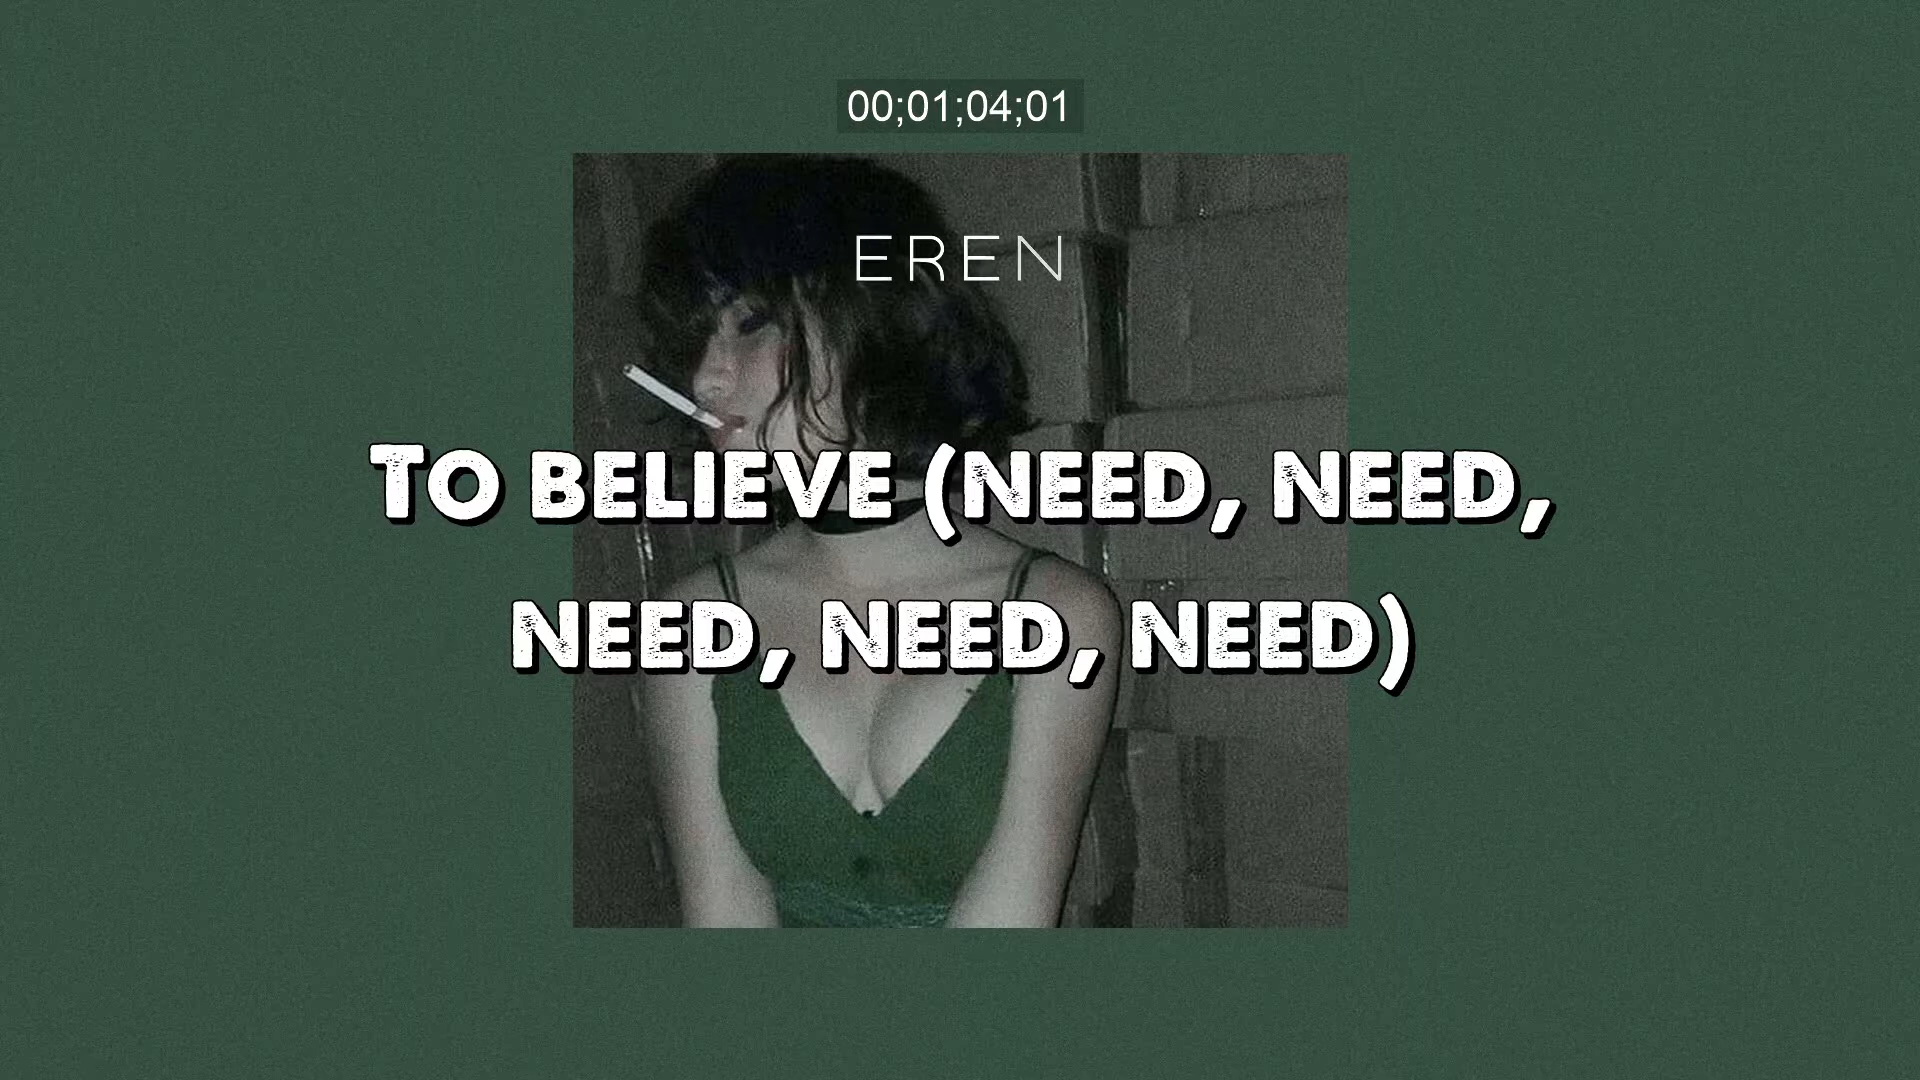 00;01;04;01
EREN
TO BELIEVE (NEED, NEED,
NEED, NEED, NEED)